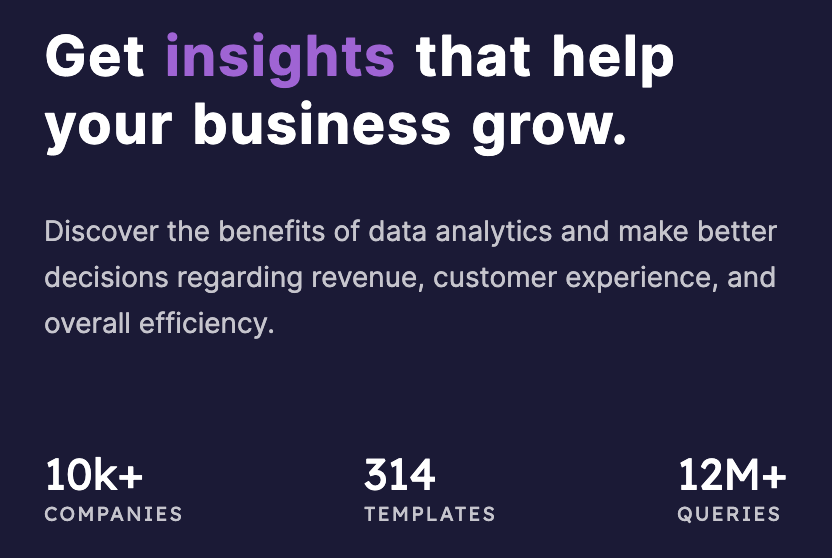 Get insights that help
your business grow.
Discover the benefits of data analytics and make better
decisions regarding revenue, customer experience, and
overall efficiency.
10k+ 314 12M+
COMPANIES TEMPLATES QUERIES